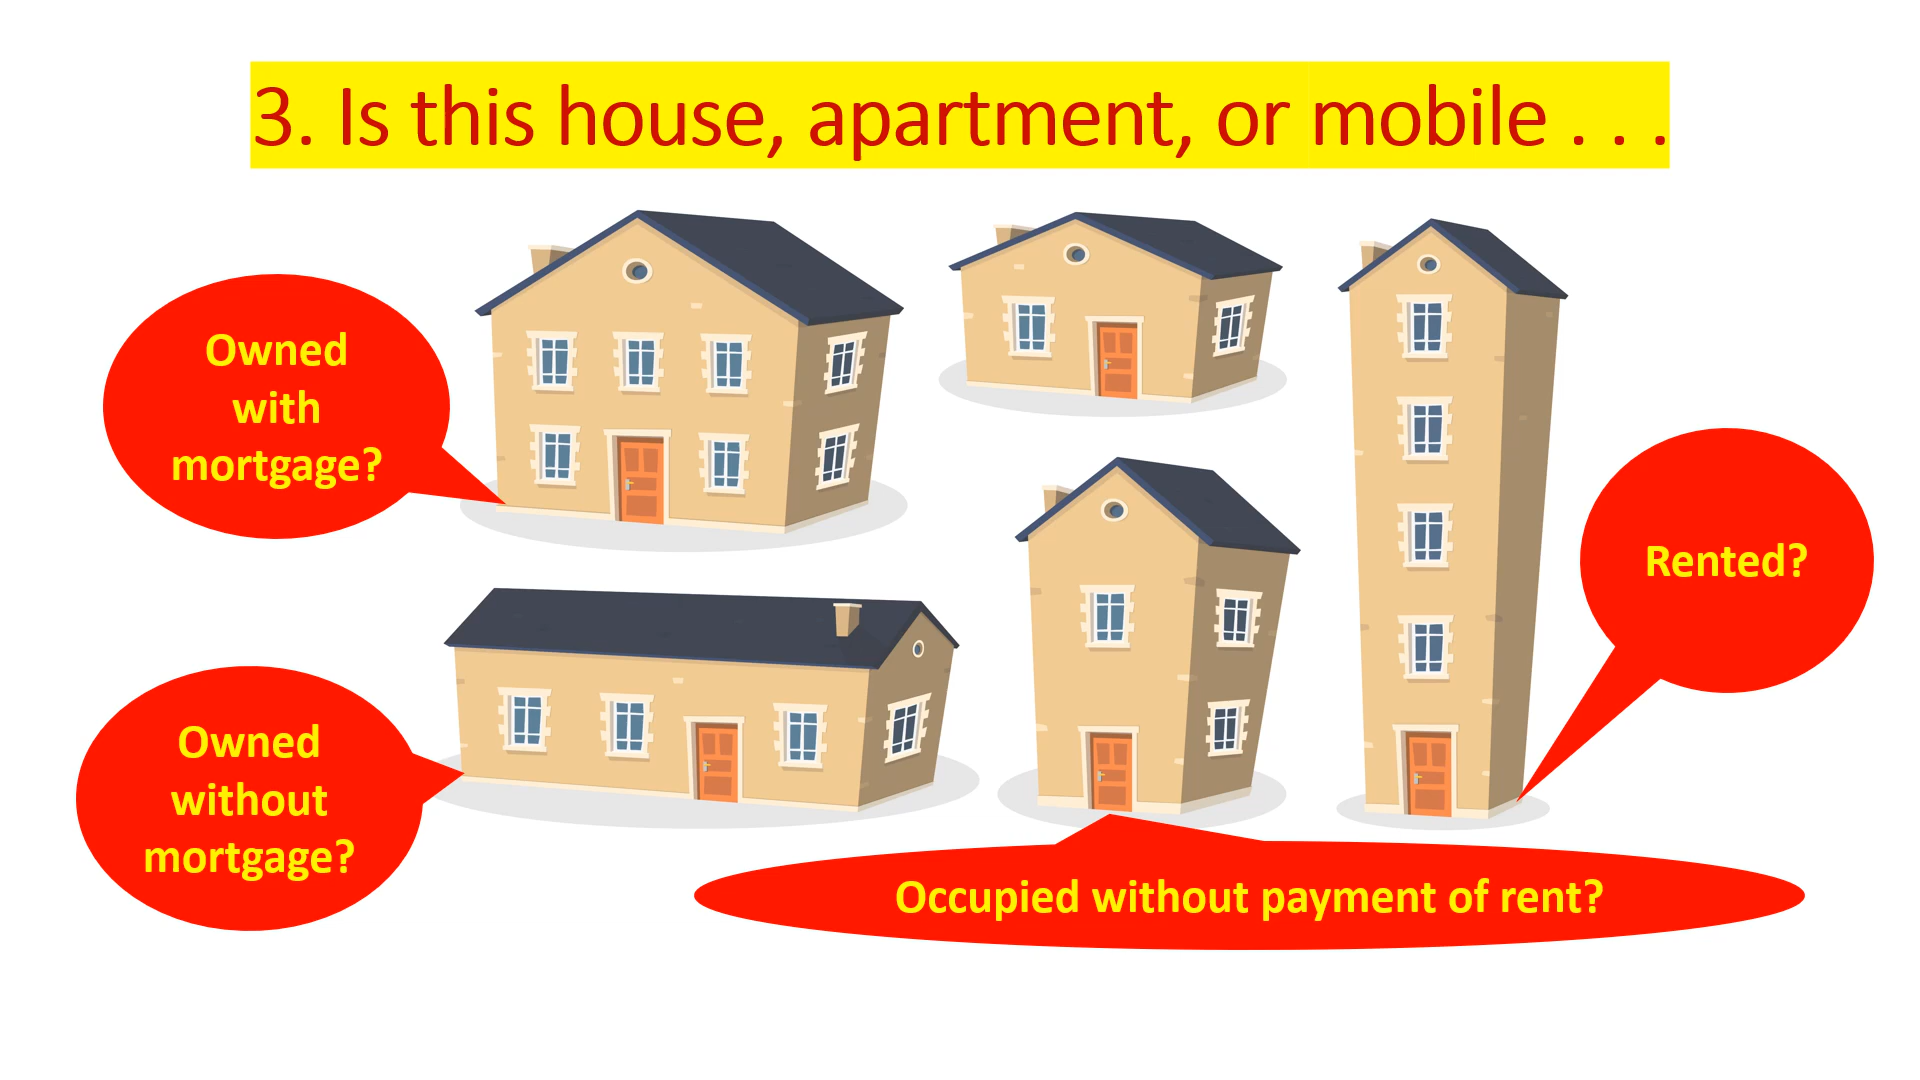 3. Is this house, apartment, or mobile . . .
Owned
with
mortgage?
Rented?
Owned
without
mortgage?
Occupied without payment of rent?